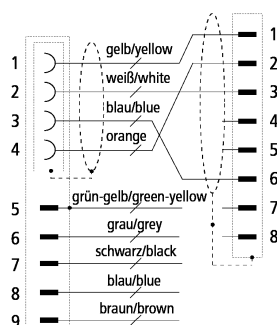 gelb/yellow
1
1
weiß/white
2
2
blau/blue
3
3
orange
4
4
5
6
grün-gelb/green-yellow
5
7
grau/grey
6
8
schwarz/black
7
blau/blue
8
braun/brown
9